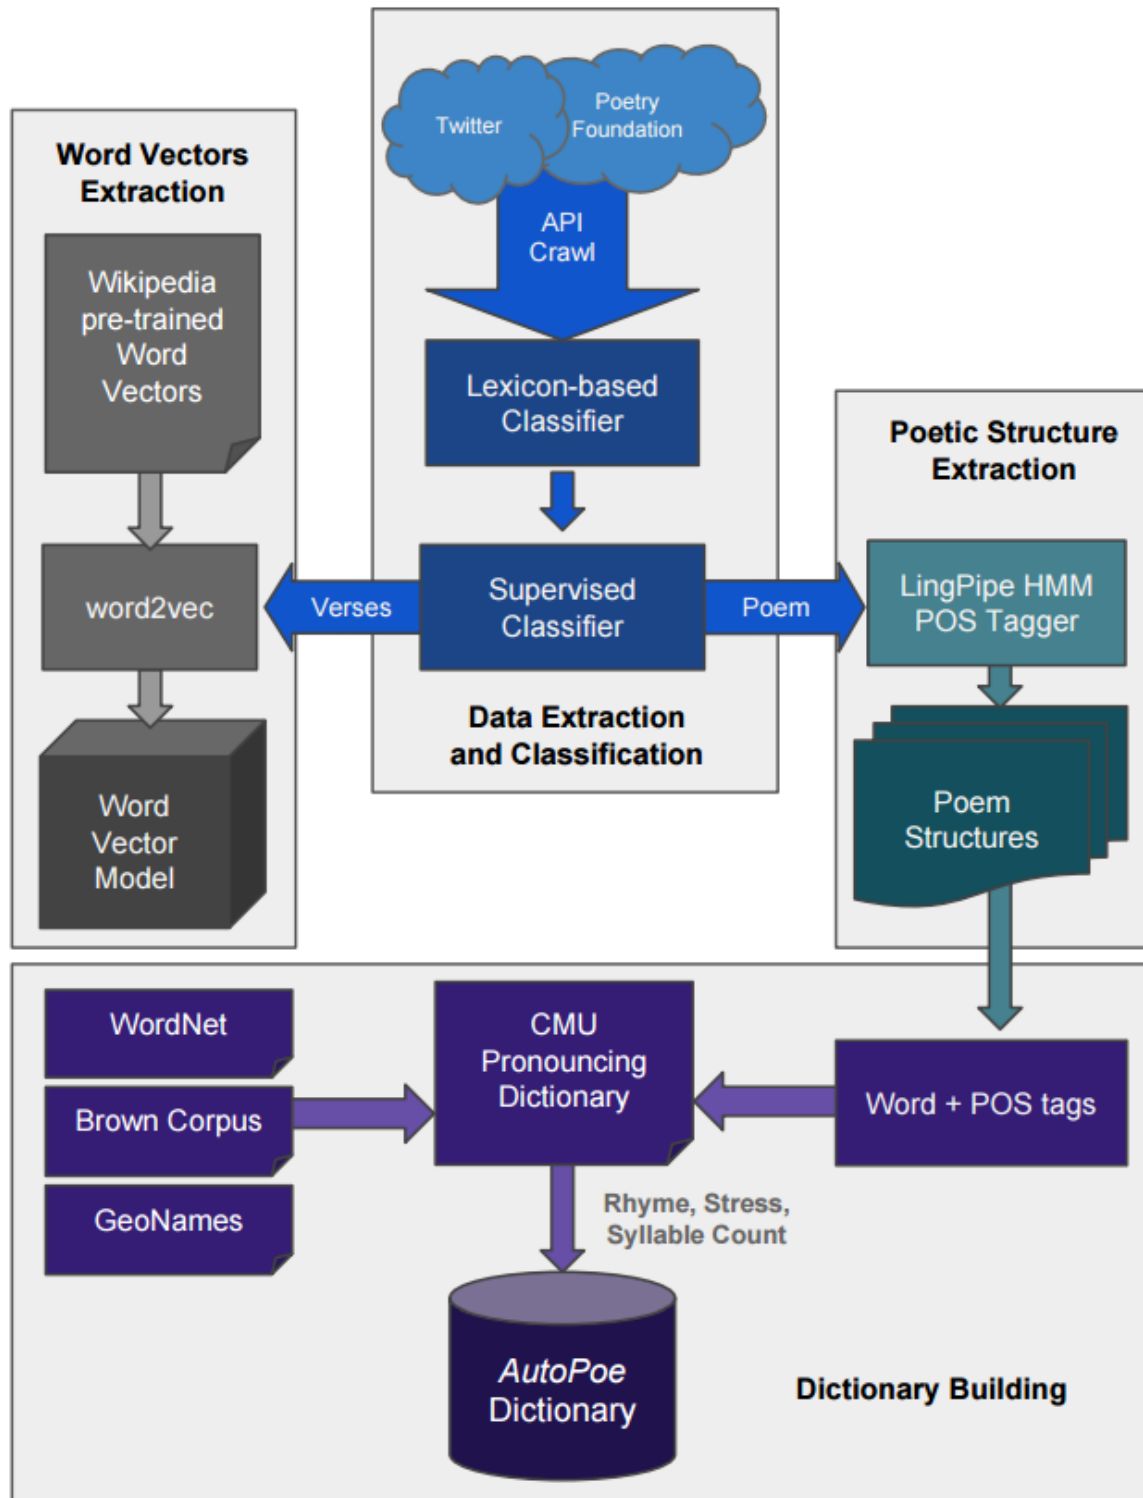 Twitter
Poetry
Foundation
API
Crawl
Lexicon-based
Classifier
Supervised
Classifier
Verses
Poem
Data Extraction
and Classification
Word Vectors
Extraction
Wikipedia
pre-trained
Word
Vectors
word2vec
Word
Vector
Model
Poetic Structure
Extraction
LingPipe HMM
POS Tagger
Poem
Structures
WordNet
Brown Corpus
GeoNames
CMU
Pronouncing
Dictionary
Word + POS tags
Rhyme, Stress,
Syllable Count
AutoPoe
Dictionary
Dictionary Building